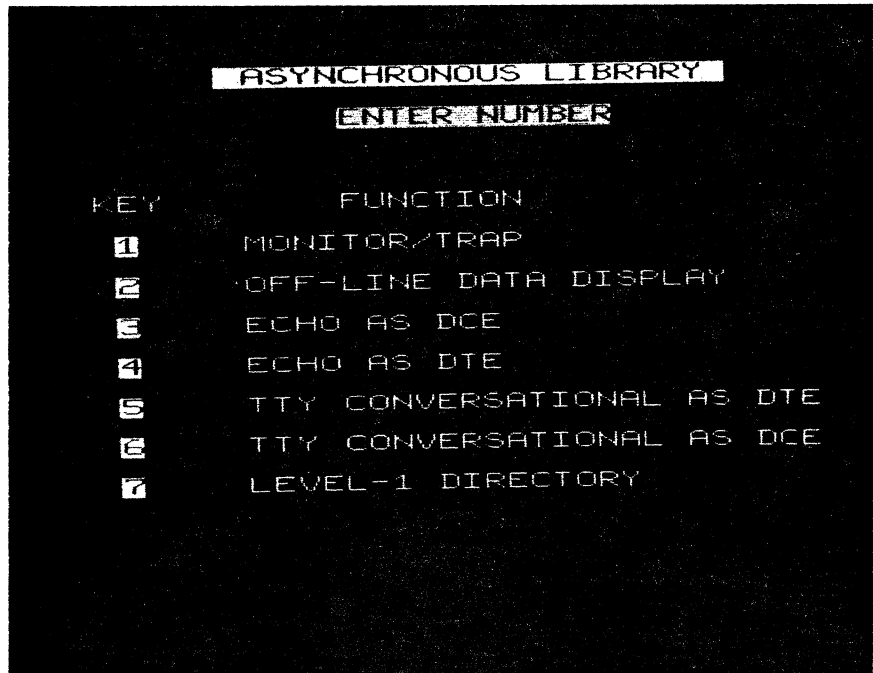 ASYNCHRONOUS LIBRARY
ENTER NUMBER
KEY FUNCTION
1 MONITOR/TRAP
2 OFF-LINE DATA DISPLAY
3 ECHO AS DCE
4 ECHO AS DTE
5 TTY CONVERSATIONAL AS DTE
6 TTY CONVERSATIONAL AS DCE
7 LEVEL-1 DIRECTORY